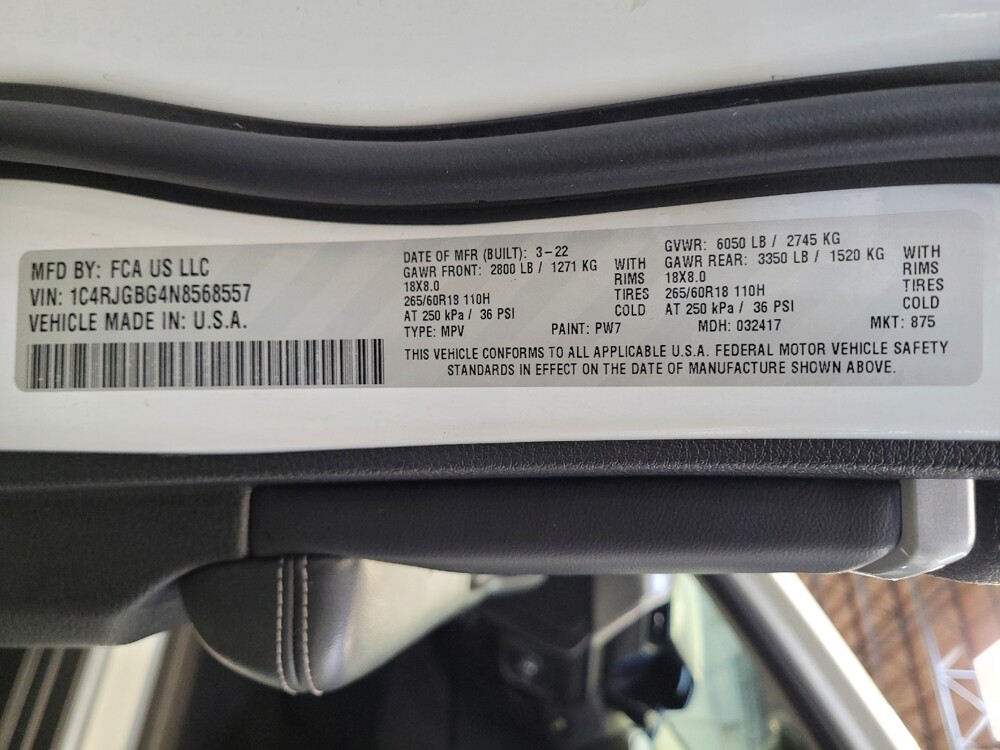 MFD BY: FCA US LLC
VIN: 1C4RJGBG4N8568557
VEHICLE MADE IN: U.S.A.
DATE OF MFR (BUILT): 3-22
GAWR FRONT: 2800 LB / 1271 KG WITH
18X8.0 RIMS
265/60R18 110H TIRES
AT 250 kPa / 36 PSI COLD
GVWR: 6050 LB / 2745 KG
GAWR REAR: 3350 LB / 1520 KG WITH
18X8.0 RIMS
265/60R18 110H TIRES
AT 250 kPa / 36 PSI COLD
TYPE: MPV PAINT: PW7 MDH: 032417 MKT: 875
THIS VEHICLE CONFORMS TO ALL APPLICABLE U.S.A. FEDERAL MOTOR VEHICLE SAFETY
STANDARDS IN EFFECT ON THE DATE OF MANUFACTURE SHOWN ABOVE.